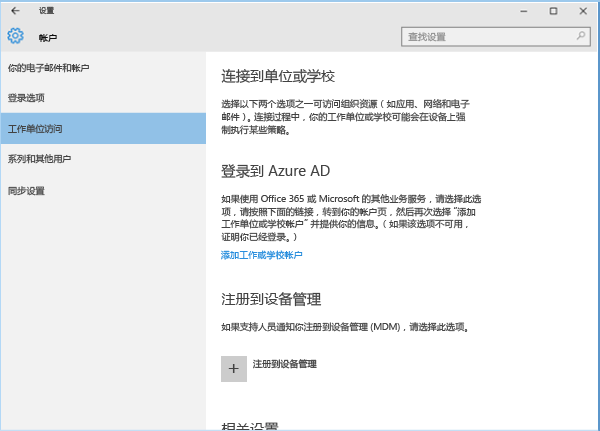 设置
帐户
查找设置
你的电子邮件和帐户
登录选项
工作单位访问
系列和其他用户
同步设置
连接到单位或学校
选择以下两个选项之一可访问组织资源（如应用、网络和电子
邮件）。连接过程中，你的工作单位或学校可能会在设备上强
制执行某些策略。
登录到 Azure AD
如果使用 Office 365 或 Microsoft 的其他业务服务，请选择此选
项，请按照下面的链接，转到你的帐户页，然后再次选择“添加
工作单位或学校帐户”并提供你的信息。（如果该选项不可用，
证明你已经登录。）
添加工作或学校帐户
注册到设备管理
如果支持人员通知你注册到设备管理 (MDM)，请选择此选项。
注册到设备管理
相关设置